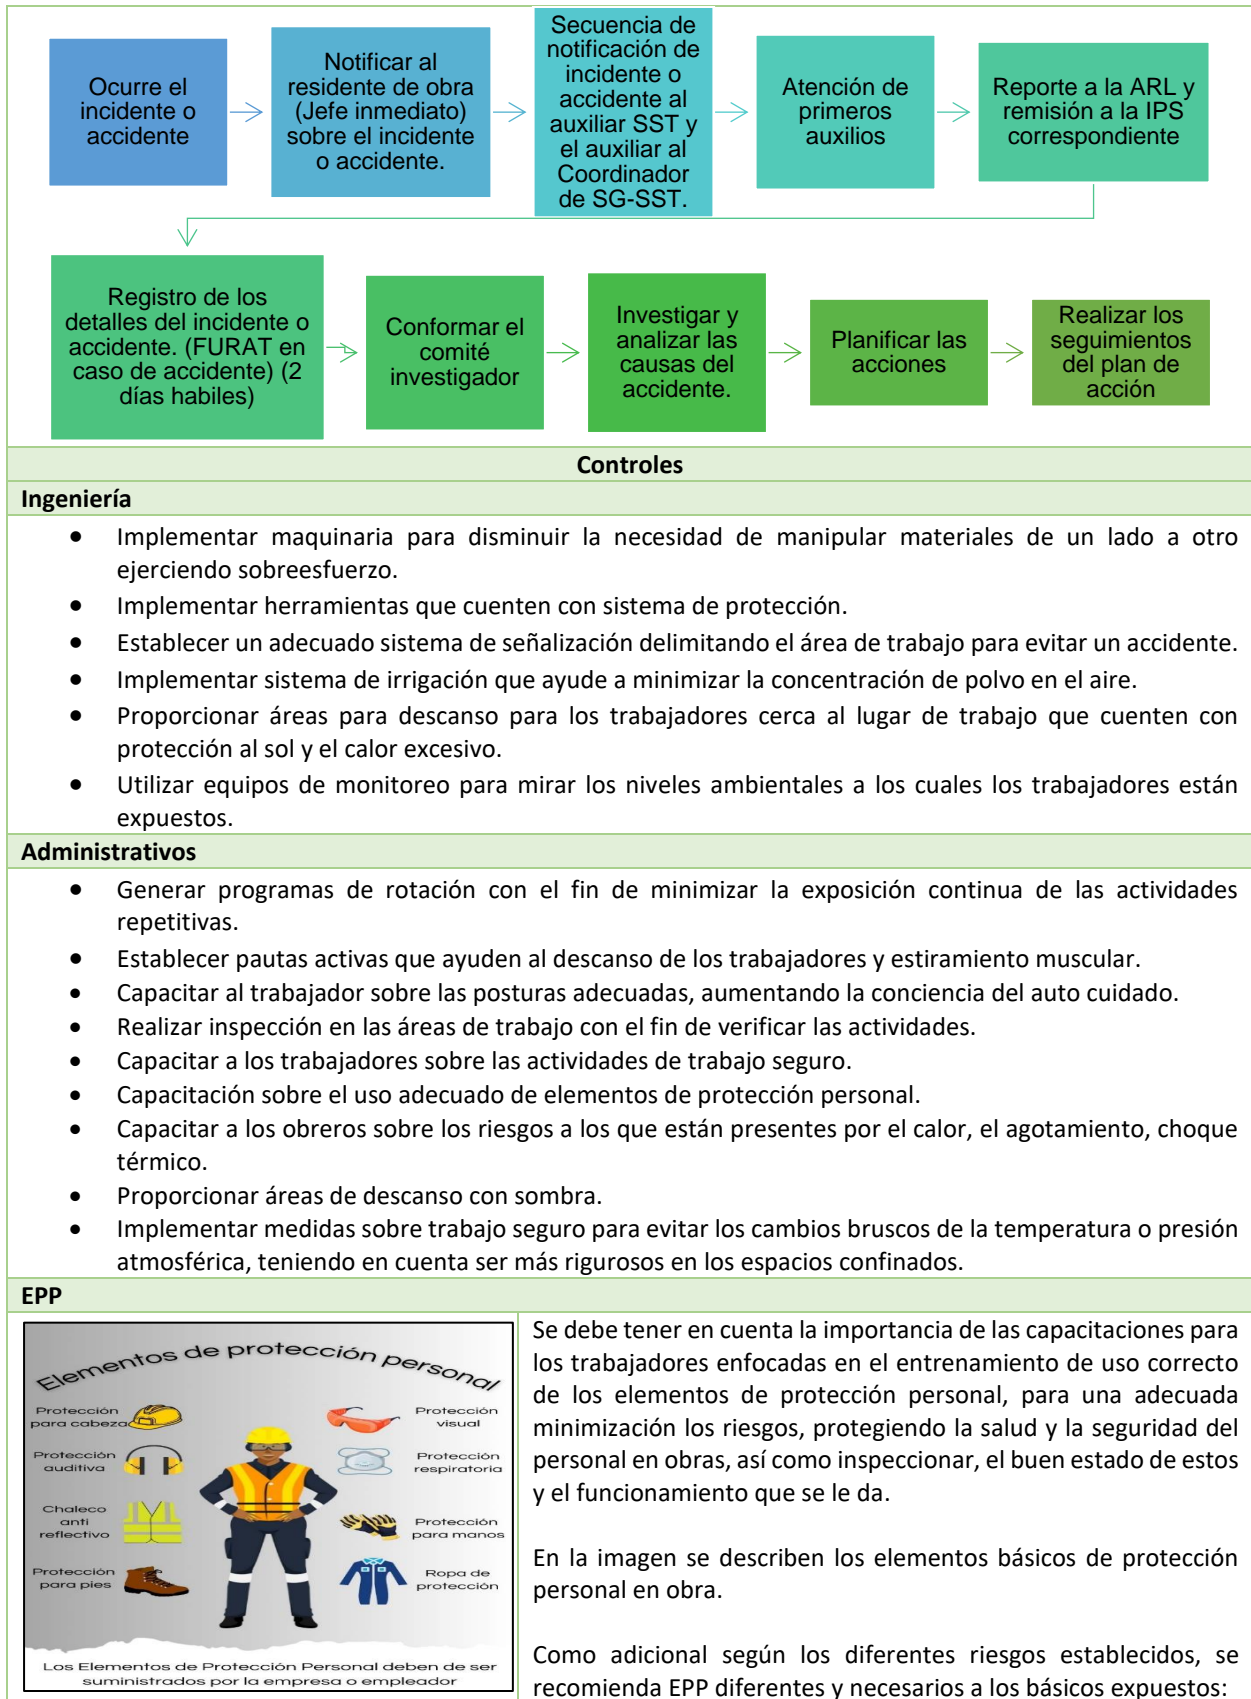 Ocurre el
incidente o
accidente
Notificar al
residente de obra
(Jefe inmediato)
sobre el incidente
o accidente.
Secuencia de
notificación de
incidente o
accidente al
auxiliar SST y
el auxiliar al
Coordinador
de SG-SST.
Atención de
primeros
auxilios
Reporte a la ARL y
remisión a la IPS
correspondiente
Registro de los
detalles del incidente o
accidente. (FURAT en
caso de accidente) (2
días habiles)
Conformar el
comité
investigador
Investigar y
analizar las
causas del
accidente.
Planificar las
acciones
Realizar los
seguimientos
del plan de
acción
Controles
Ingeniería
• Implementar maquinaria para disminuir la necesidad de manipular materiales de un lado a otro
ejerciendo sobreesfuerzo.
• Implementar herramientas que cuenten con sistema de protección.
• Establecer un adecuado sistema de señalización delimitando el área de trabajo para evitar un accidente.
• Implementar sistema de irrigación que ayude a minimizar la concentración de polvo en el aire.
• Proporcionar áreas para descanso para los trabajadores cerca al lugar de trabajo que cuenten con
protección al sol y el calor excesivo.
• Utilizar equipos de monitoreo para mirar los niveles ambientales a los cuales los trabajadores están
expuestos.
Administrativos
• Generar programas de rotación con el fin de minimizar la exposición continua de las actividades
repetitivas.
• Establecer pautas activas que ayuden al descanso de los trabajadores y estiramiento muscular.
• Capacitar al trabajador sobre las posturas adecuadas, aumentando la conciencia del auto cuidado.
• Realizar inspección en las áreas de trabajo con el fin de verificar las actividades.
• Capacitar a los trabajadores sobre las actividades de trabajo seguro.
• Capacitación sobre el uso adecuado de elementos de protección personal.
• Capacitar a los obreros sobre los riesgos a los que están presentes por el calor, el agotamiento, choque
térmico.
• Proporcionar áreas de descanso con sombra.
• Implementar medidas sobre trabajo seguro para evitar los cambios bruscos de la temperatura o presión
atmosférica, teniendo en cuenta ser más rigurosos en los espacios confinados.
EPP
Elementos de protección personal
Protección
para cabeza
Protección
visual
Protección
auditiva
Protección
respiratoria
Chaleco
anti
reflectivo
Protección
para manos
Protección
para pies
Ropa de
protección
Los Elementos de Protección Personal deben de ser
suministrados por la empresa o empleador
Se debe tener en cuenta la importancia de las capacitaciones para
los trabajadores enfocadas en el entrenamiento de uso correcto
de los elementos de protección personal, para una adecuada
minimización los riesgos, protegiendo la salud y la seguridad del
personal en obras, así como inspeccionar, el buen estado de estos
y el funcionamiento que se le da.
En la imagen se describen los elementos básicos de protección
personal en obra.
Como adicional según los diferentes riesgos establecidos, se
recomienda EPP diferentes y necesarios a los básicos expuestos: